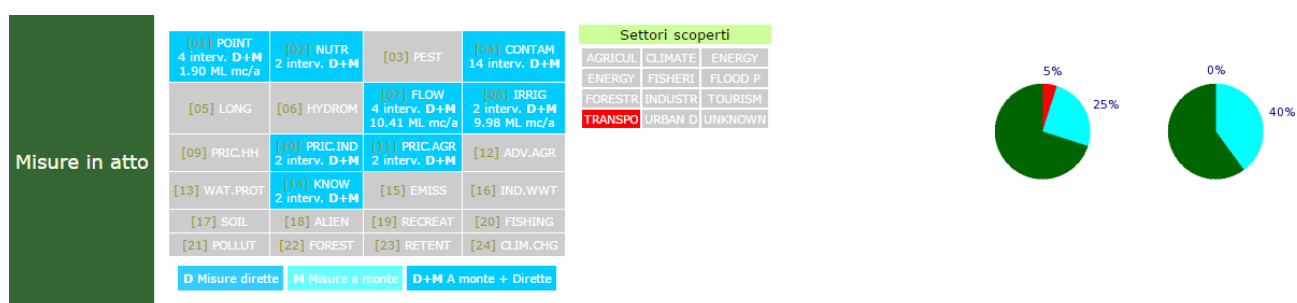 Misure in atto
[01] POINT
4 interv. D+M
1.90 ML mc/a
[02] NUTR
2 interv. D+M
[03] PEST
[04] CONTAM
14 interv. D+M
[05] LONG
[06] HYDROM
[07] FLOW
4 interv. D+M
10.41 ML mc/a
[08] IRRIG
2 interv. D+M
9.98 ML mc/a
[09] PRIC.HH
[10] PRIC.IND
2 interv. D+M
[11] PRIC.AGR
2 interv. D+M
[12] ADV.AGR
[13] WAT.PROT
[14] KNOW
2 interv. D+M
[15] EMISS
[16] IND.WWT
[17] SOIL
[18] ALIEN
[19] RECREAT
[20] FISHING
[21] POLLUT
[22] FOREST
[23] RETENT
[24] CLIM.CHG
D Misure dirette
M Misure a monte
D+M A monte + Dirette
Settori scoperti
AGRICUL CLIMATE ENERGY
ENERGY FISHERI FLOOD P
FORESTR INDUSTR TOURISM
TRANSPO URBAN D UNKNOWN
5%
25%
0%
40%